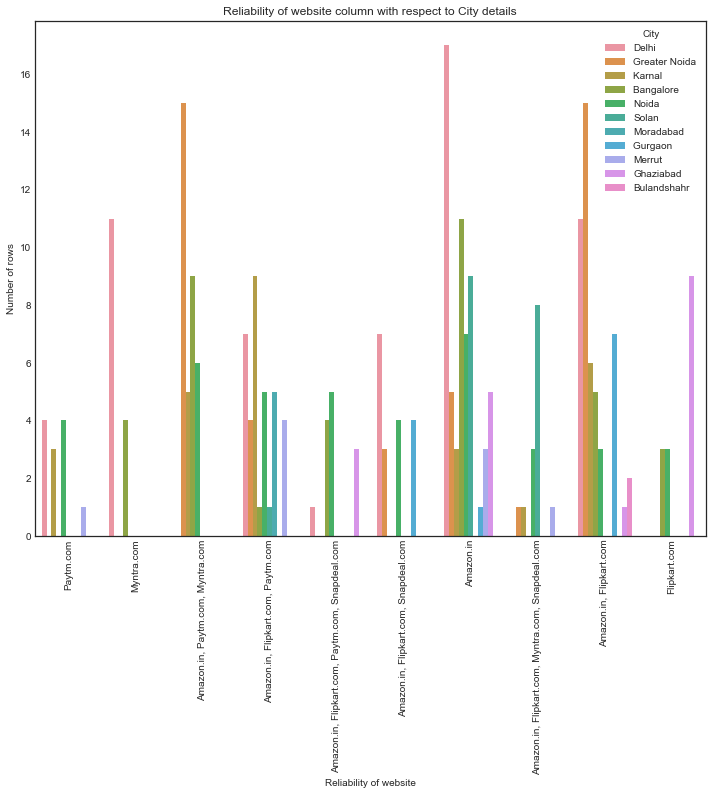 Reliability of website column with respect to City details
City
Delhi
Greater Noida
Karnal
Bangalore
Noida
Solan
Moradabad
Gurgaon
Merrut
Ghaziabad
Bulandshahr
Number of rows
16
14
12
10
8
6
4
2
0
Paytm.com
Myntra.com
Amazon.in, Paytm.com, Myntra.com
Amazon.in, Flipkart.com, Paytm.com
Amazon.in, Flipkart.com, Paytm.com, Snapdeal.com
Amazon.in, Flipkart.com, Snapdeal.com
Amazon.in
Amazon.in, Flipkart.com, Myntra.com, Snapdeal.com
Amazon.in, Flipkart.com
Flipkart.com
Reliability of website